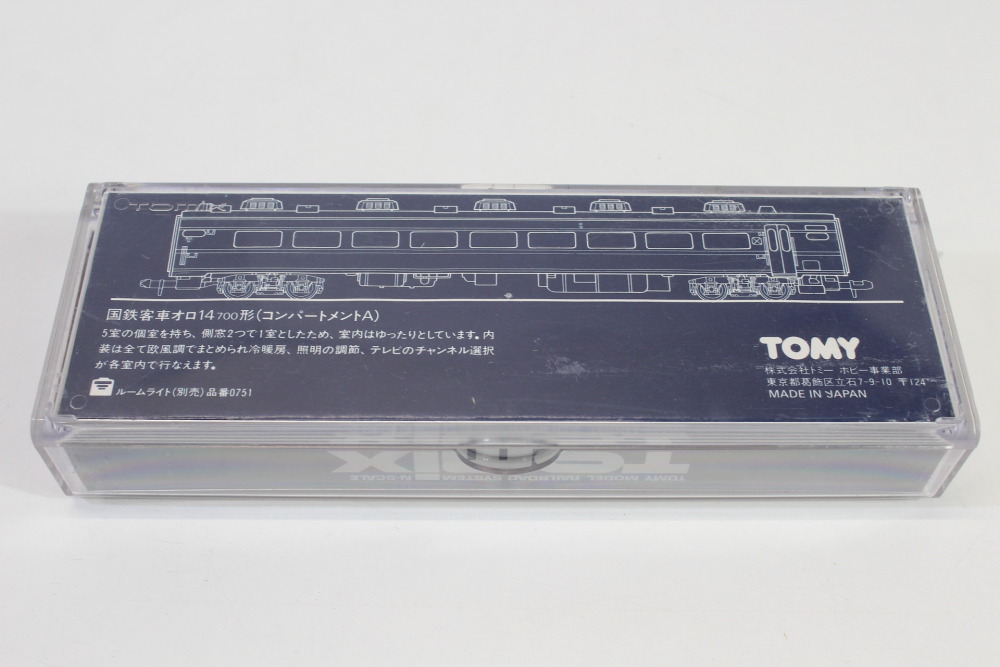 TOMIX
国鉄客車オロ14 700形(コンパートメントA)
5室の個室を持ち、側窓2つで1室としたため、室内はゆったりとしています。内
装は全て欧風調でまとめられ冷暖房、照明の調節、テレビのチャンネル選択
が各室内で行なえます。
ルームライト(別売)品番0751
TOMY
株式会社トミー ホビー事業部
東京都葛飾区立石7-9-10 〒124
MADE IN JAPAN
TOMIX
TOMY MODEL RAILROAD SYSTEM N-SCALE